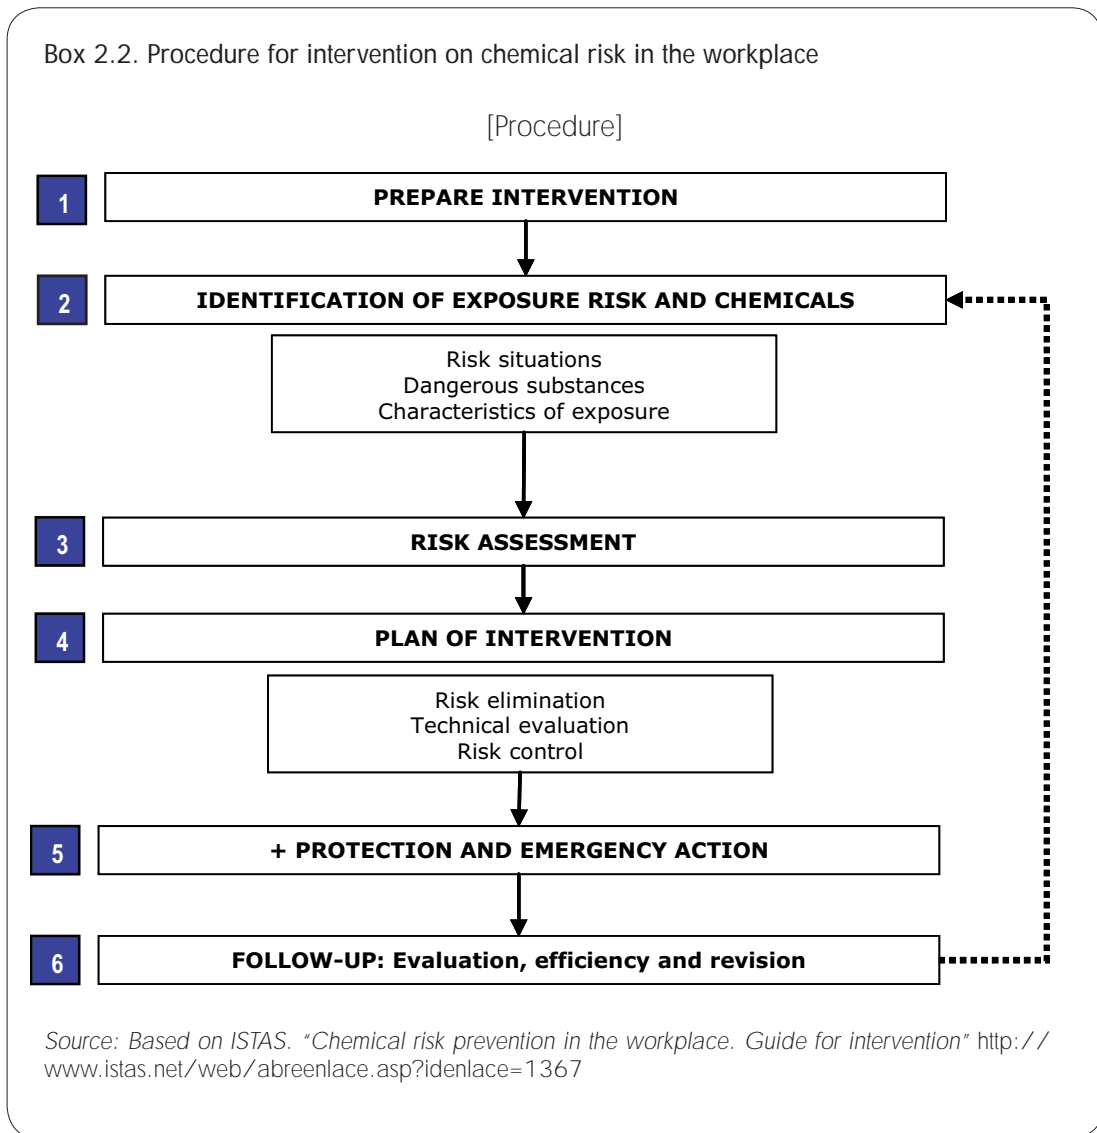 Box 2.2. Procedure for intervention on chemical risk in the workplace
[Procedure]
1
PREPARE INTERVENTION
2
IDENTIFICATION OF EXPOSURE RISK AND CHEMICALS
Risk situations
Dangerous substances
Characteristics of exposure
3
RISK ASSESSMENT
4
PLAN OF INTERVENTION
Risk elimination
Technical evaluation
Risk control
5
+ PROTECTION AND EMERGENCY ACTION
6
FOLLOW-UP: Evaluation, efficiency and revision
Source: Based on ISTAS. “Chemical risk prevention in the workplace. Guide for intervention” http://
www.istas.net/web/abreenlace.asp?idenlace=1367